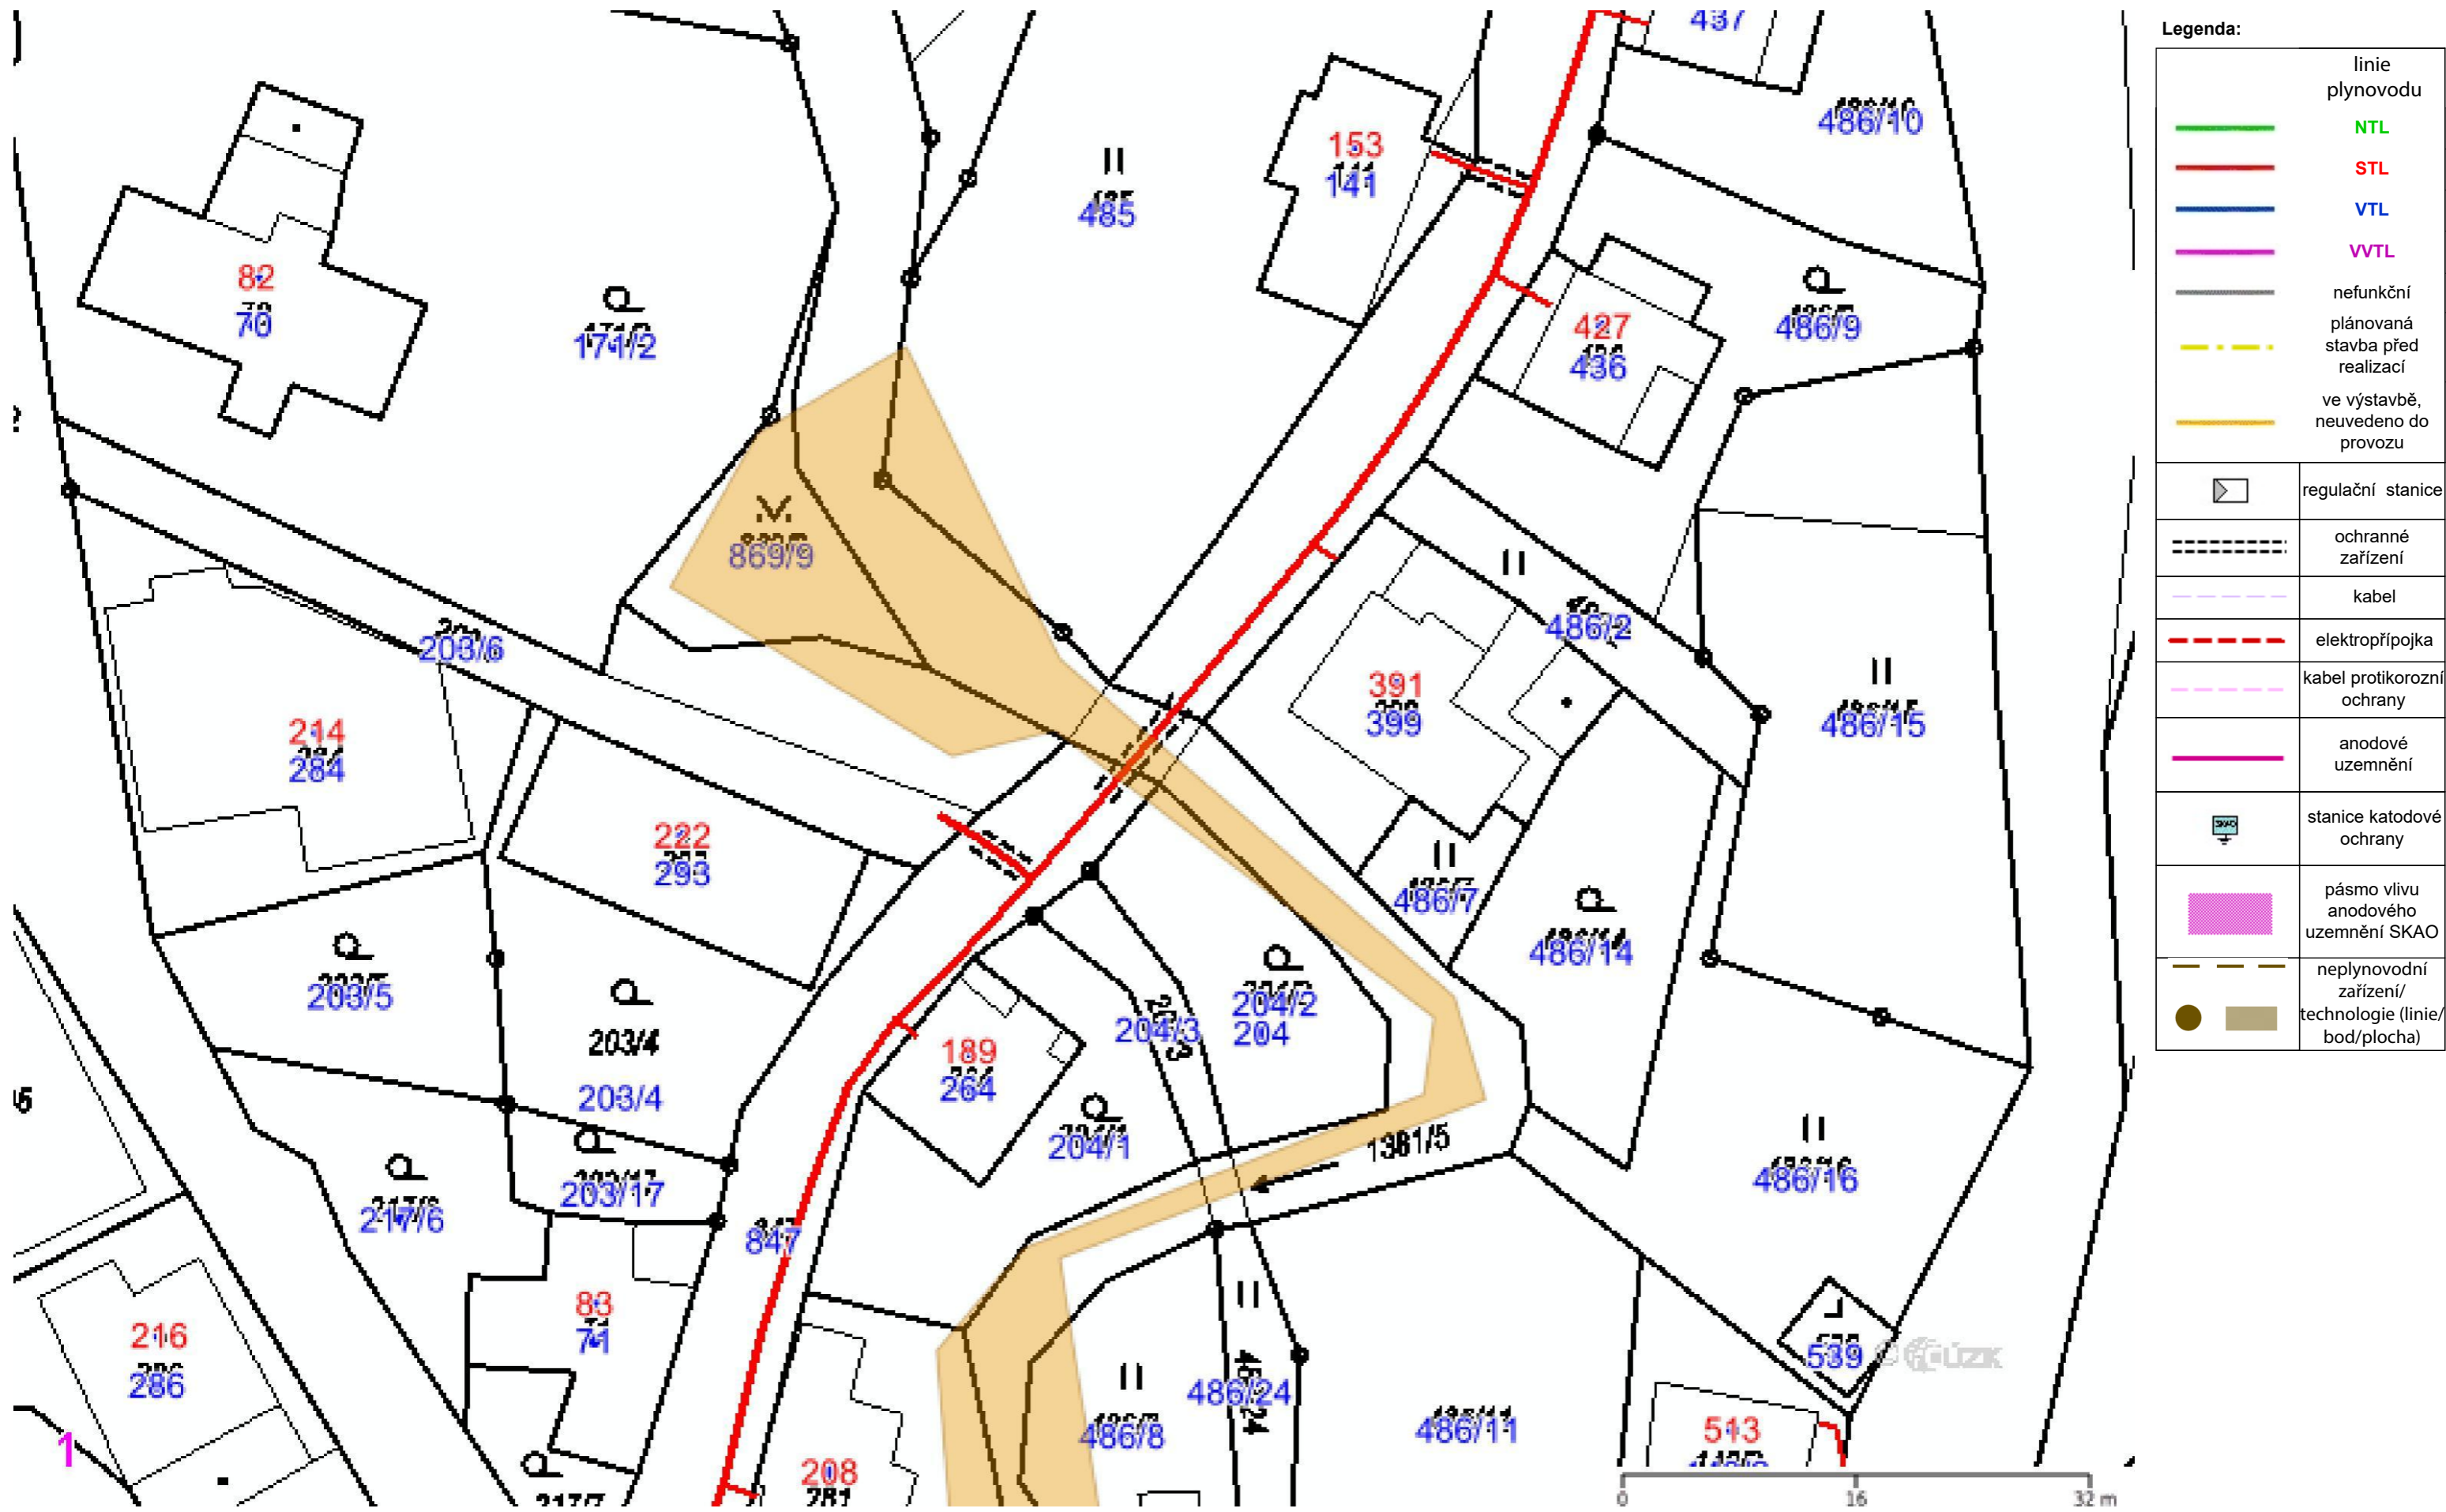 437
Legenda:
linie
plynovodu
NTL
STL
VTL
VVTL
nefunkční
plánovaná
stavba před
realizací
ve výstavbě,
neuvedeno do
provozu
regulační stanice
ochranné
zařízení
kabel
elektropřípojka
kabel protikorozní
ochrany
anodové
uzemnění
stanice katodové
ochrany
pásmo vlivu
anodového
uzemnění SKAO
neplynovodní
zařízení/
technologie (linie/
bod/plocha)
486/10
153
141
485
82
70
171/2
427
436
486/9
869/9
203/6
486/2
391
399
486/15
214
284
222
293
486/7
486/14
203/5
203/4
203/4
204/3
204/2
204
189
264
204/1
1381/5
486/16
203/17
217/6
847
83
71
216
286
539
486/24
486/8
486/11
513
208
1
0 16 32 m